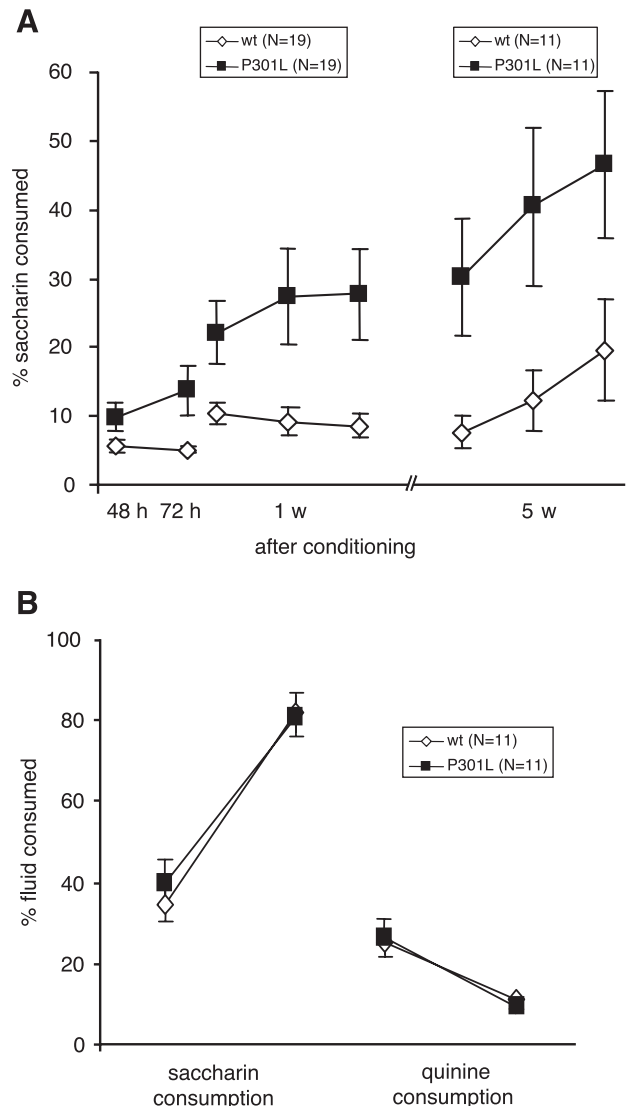 A
wt (N=19)
P301L (N=19)
wt (N=11)
P301L (N=11)
60
50
40
30
20
10
0
% saccharin consumed
48 h 72 h 1 w 5 w
after conditioning
B
100
80
60
40
20
0
% fluid consumed
wt (N=11)
P301L (N=11)
saccharin
consumption
quinine
consumption